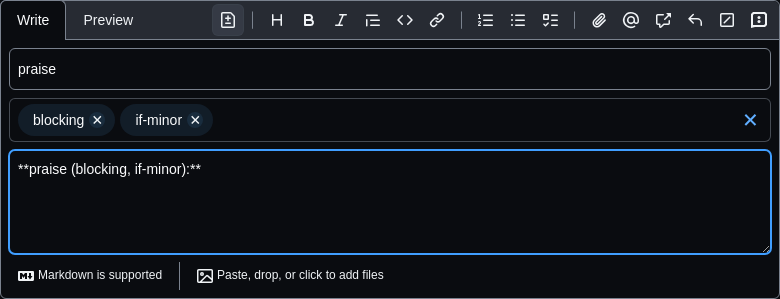 Write Preview
praise
blocking if-minor
**praise (blocking, if-minor):**
Markdown is supported Paste, drop, or click to add files